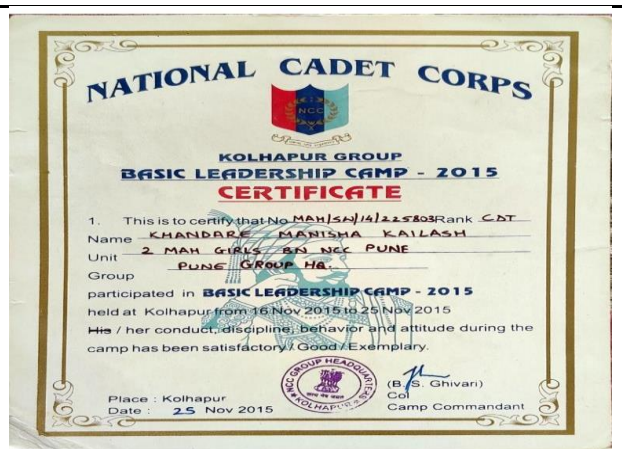 NATIONAL CADET CORPS
NCC
KOLHAPUR GROUP
BASIC LEADERSHIP CAMP - 2015
CERTIFICATE
1. This is to certify that No MAH/SW/14/225803 Rank CDT
Name KHANDARE MANISHA KAILASH
Unit 2 MAH GIRLS BN NCC PUNE
Group PUNE GROUP HQ.
participated in BASIC LEADERSHIP CAMP - 2015
held at Kolhapur from 16 Nov 2015 to 25 Nov 2015
His / her conduct, discipline, behavior and attitude during the
camp has been satisfactory / Good / Exemplary.
NCC GROUP HEADQUARTERS
KOLHAPUR
(B. S. Ghivari)
Col
Camp Commandant
Place : Kolhapur
Date : 25 Nov 2015